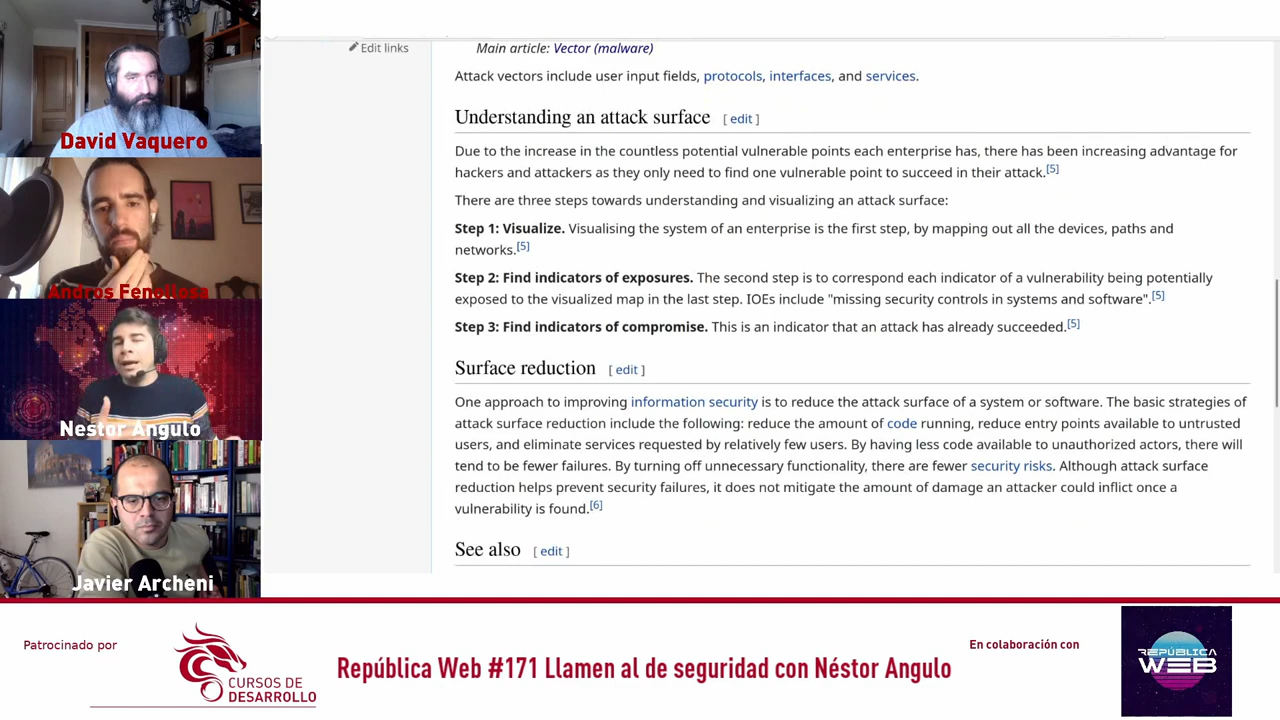 David Vaquero
Andros Fenollosa
Nestor Angulo
Javier Archeni
Edit links
Main article: Vector (malware)
Attack vectors include user input fields, protocols, interfaces, and services.
Understanding an attack surface [ edit ]
Due to the increase in the countless potential vulnerable points each enterprise has, there has been increasing advantage for
hackers and attackers as they only need to find one vulnerable point to succeed in their attack.[5]
There are three steps towards understanding and visualizing an attack surface:
Step 1: Visualize. Visualising the system of an enterprise is the first step, by mapping out all the devices, paths and
networks.[5]
Step 2: Find indicators of exposures. The second step is to correspond each indicator of a vulnerability being potentially
exposed to the visualized map in the last step. IOEs include "missing security controls in systems and software".[5]
Step 3: Find indicators of compromise. This is an indicator that an attack has already succeeded.[5]
Surface reduction [ edit ]
One approach to improving information security is to reduce the attack surface of a system or software. The basic strategies of
attack surface reduction include the following: reduce the amount of code running, reduce entry points available to untrusted
users, and eliminate services requested by relatively few users. By having less code available to unauthorized actors, there will
tend to be fewer failures. By turning off unnecessary functionality, there are fewer security risks. Although attack surface
reduction helps prevent security failures, it does not mitigate the amount of damage an attacker could inflict once a
vulnerability is found.[6]
See also [ edit ]
Patrocinado por
CURSOS DE
DESARROLLO
República Web #171 Llamen al de seguridad con Néstor Angulo
En colaboración con
REPÚBLICA
WEB